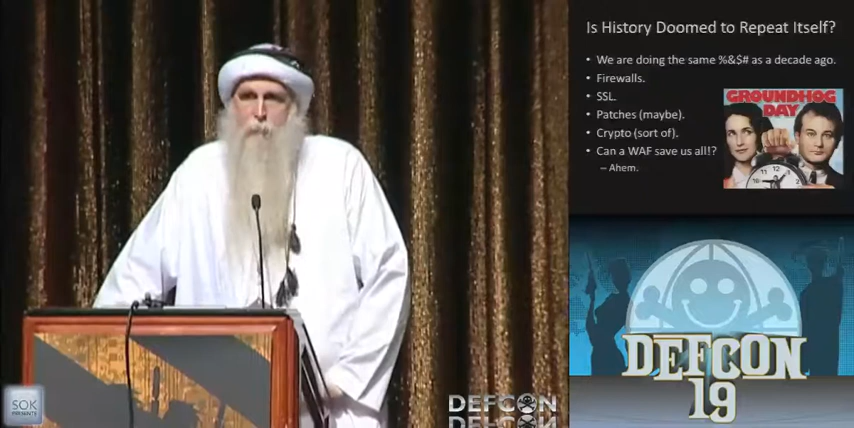 Is History Doomed to Repeat Itself?
• We are doing the same %&$# as a decade ago.
• Firewalls.
• SSL.
• Patches (maybe).
• Crypto (sort of).
• Can a WAF save us all!?
– Ahem.
GROUNDHOG
DAY
DEFCON
19
DEFCON
SOK